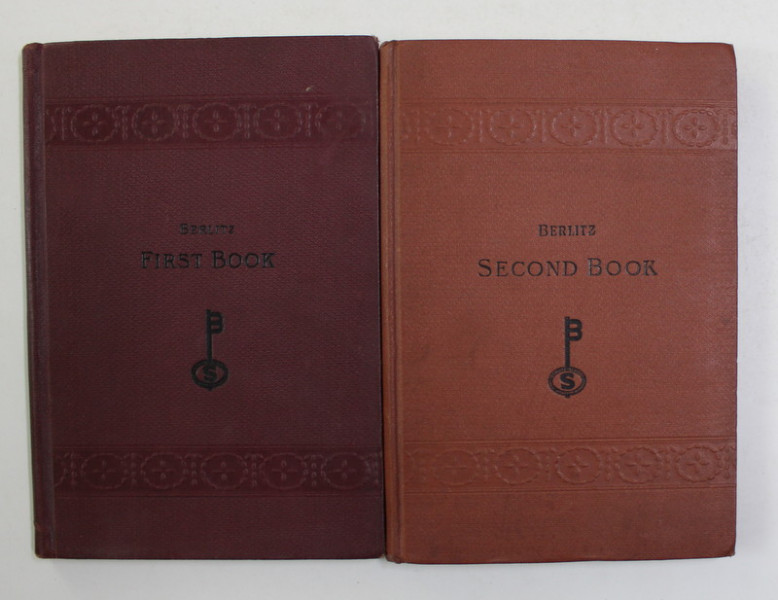 BERLITZ
FIRST BOOK
B
S
BERLITZ
SECOND BOOK
B
S